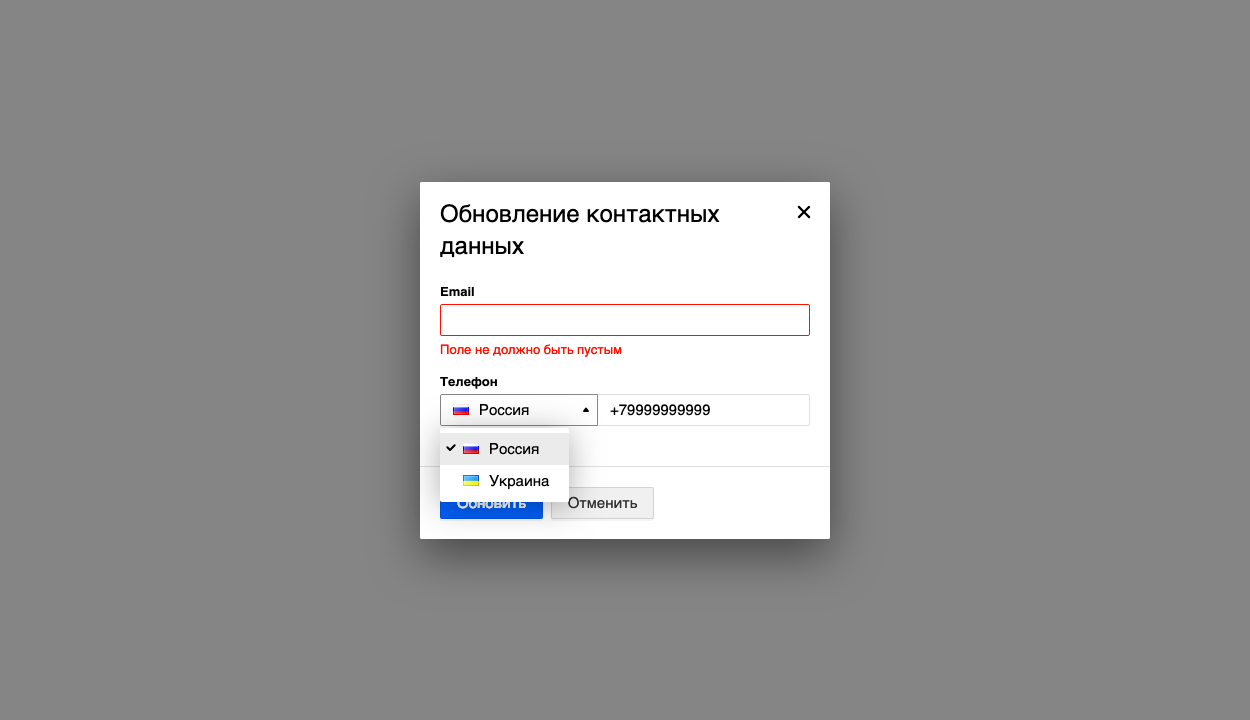 Обновление контактных
данных
Email
Поле не должно быть пустым
Телефон
Россия
+79999999999
Россия
Украина
Обновить
Отменить